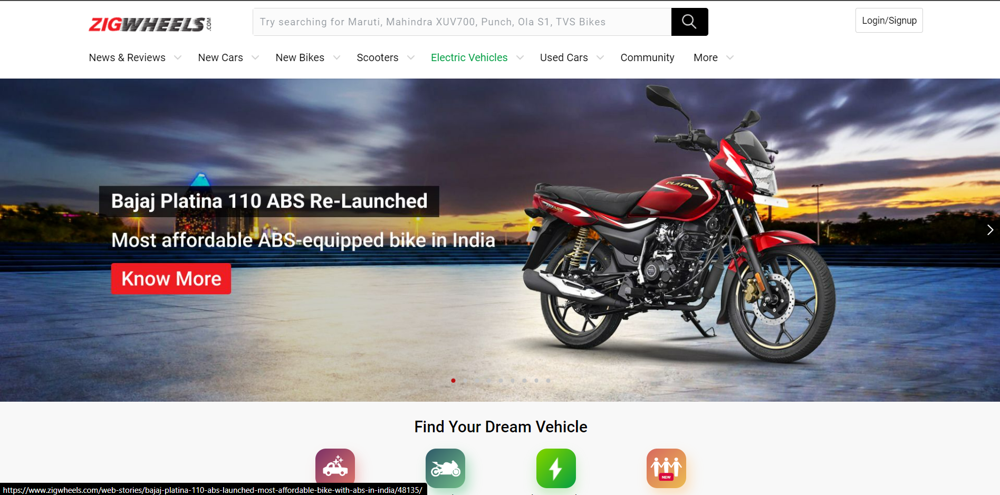 ZIGWHEELS.COM
Try searching for Maruti, Mahindra XUV700, Punch, Ola S1, TVS Bikes
Login/Signup
News & Reviews
New Cars
New Bikes
Scooters
Electric Vehicles
Used Cars
Community
More
PLATINA
Bajaj Platina 110 ABS Re-Launched
Most affordable ABS-equipped bike in India
Know More
Find Your Dream Vehicle
NEW
https://www.zigwheels.com/web-stories/bajaj-platina-110-abs-launched-most-affordable-bike-with-abs-in-india/48135/